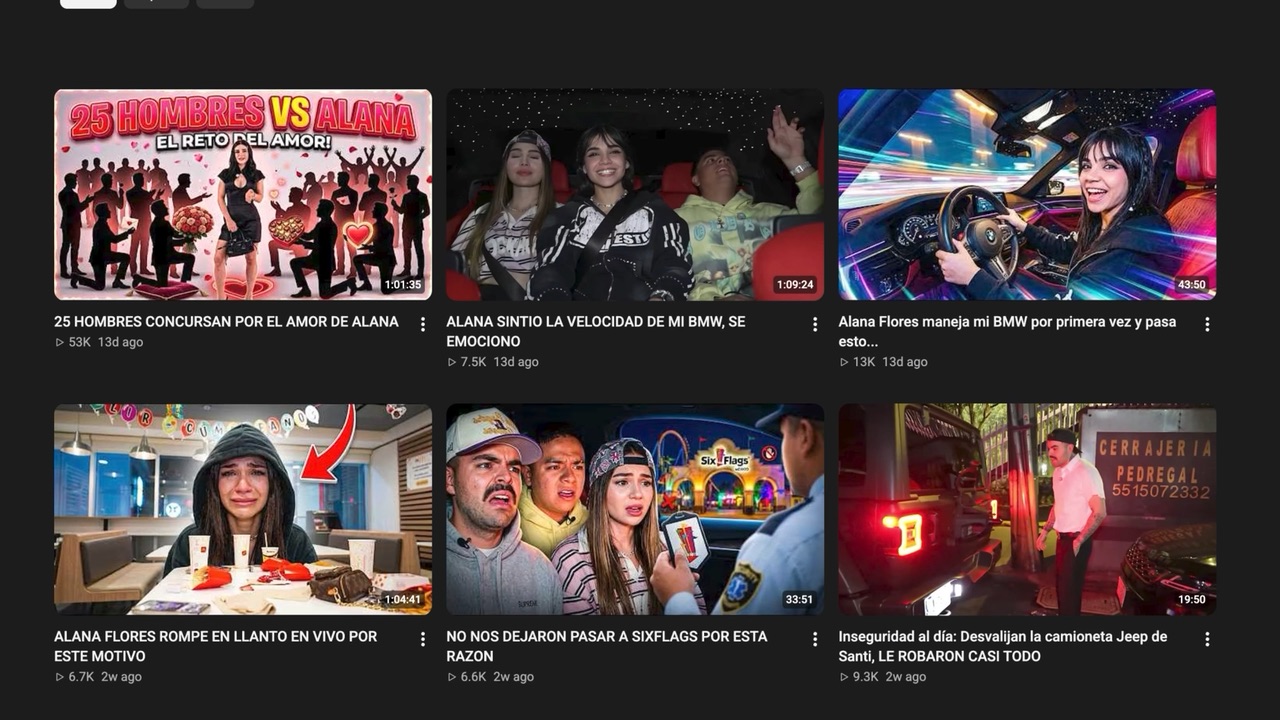 25 HOMBRES VS ALANA
EL RETO DEL AMOR!
1:01:35
1:09:24
43:50
25 HOMBRES CONCURSAN POR EL AMOR DE ALANA
53K 13d ago
ALANA SINTIO LA VELOCIDAD DE MI BMW, SE
EMOCIONO
7.5K 13d ago
Alana Flores maneja mi BMW por primera vez y pasa
esto...
13K 13d ago
Six Flags
CERRAJERIA
PEDREGAL
5515072332
1:04:41
33:51
19:50
ALANA FLORES ROMPE EN LLANTO EN VIVO POR
ESTE MOTIVO
6.7K 2w ago
NO NOS DEJARON PASAR A SIXFLAGS POR ESTA
RAZON
6.6K 2w ago
Inseguridad al día: Desvalijan la camioneta Jeep de
Santi, LE ROBARON CASI TODO
9.3K 2w ago